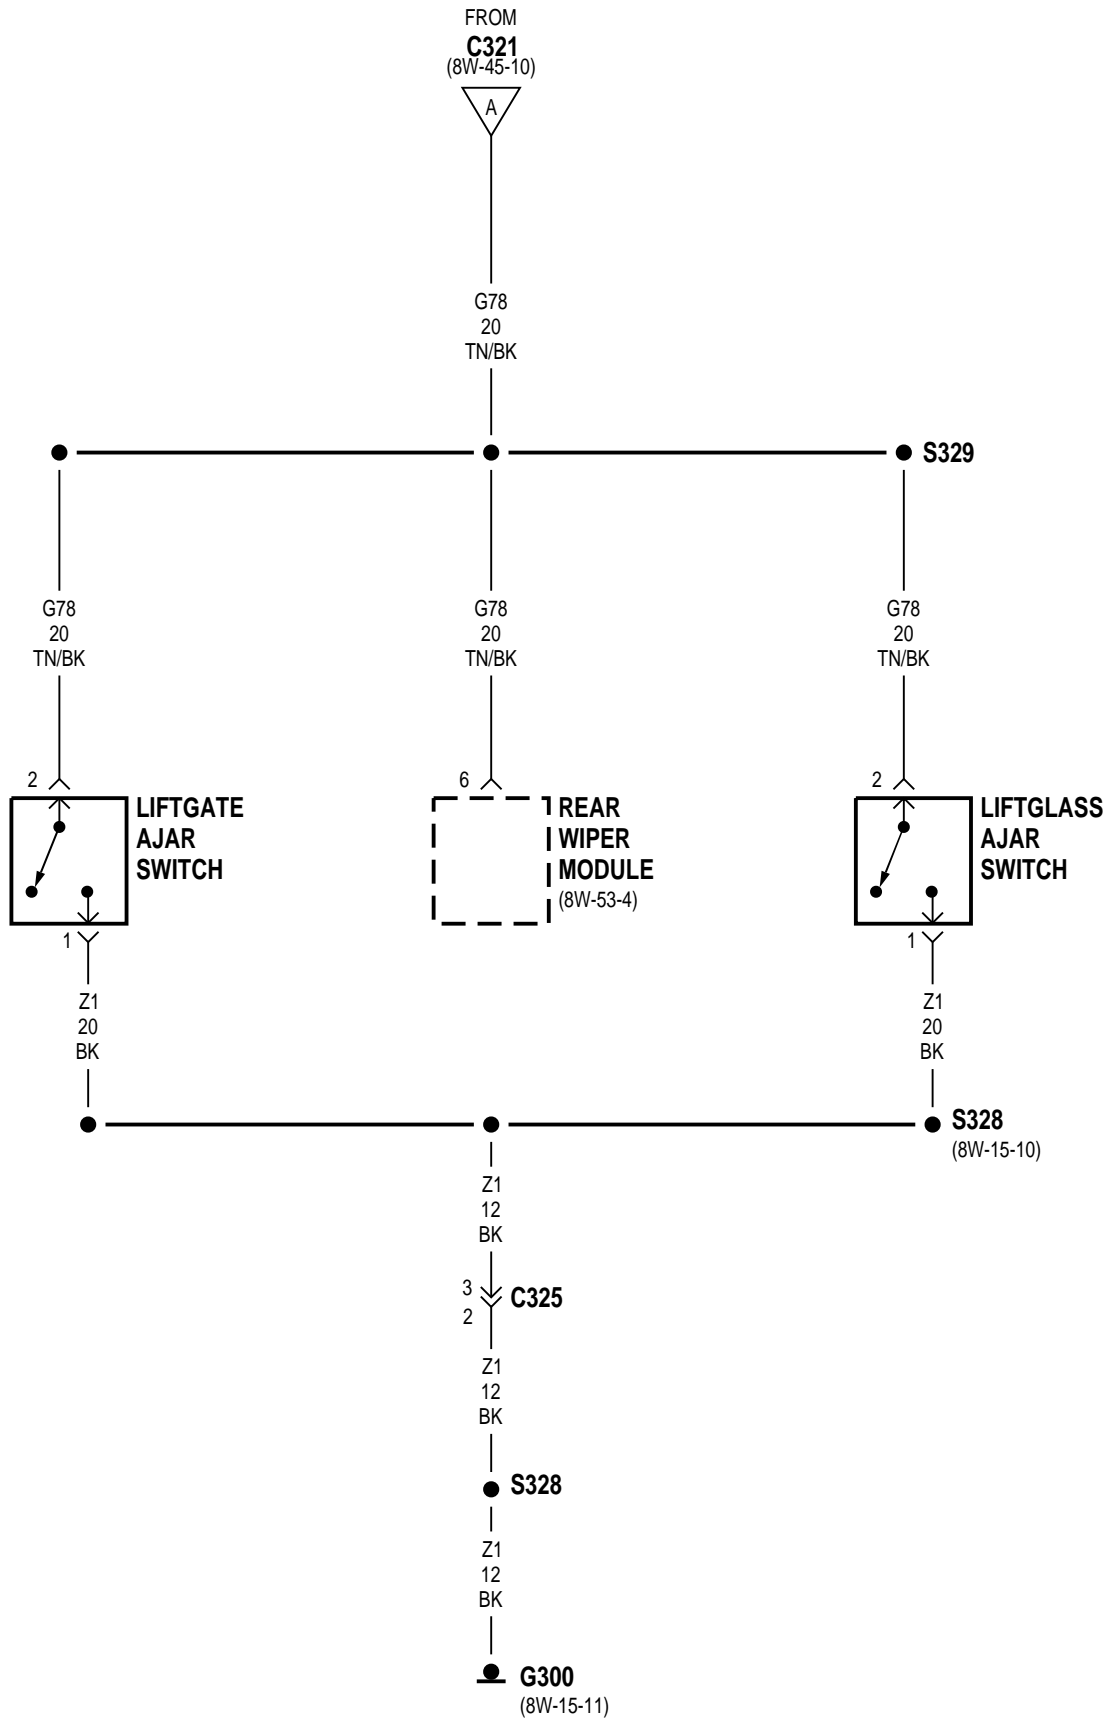 FROM
C321
(8W-45-10)
A
G78
20
TN/BK
S329
G78
20
TN/BK
G78
20
TN/BK
G78
20
TN/BK
2
LIFTGATE
AJAR
SWITCH
1
6
REAR
WIPER
MODULE
(8W-53-4)
2
LIFTGLASS
AJAR
SWITCH
1
Z1
20
BK
Z1
20
BK
S328
(8W-15-10)
Z1
12
BK
3
C325
2
Z1
12
BK
S328
Z1
12
BK
G300
(8W-15-11)